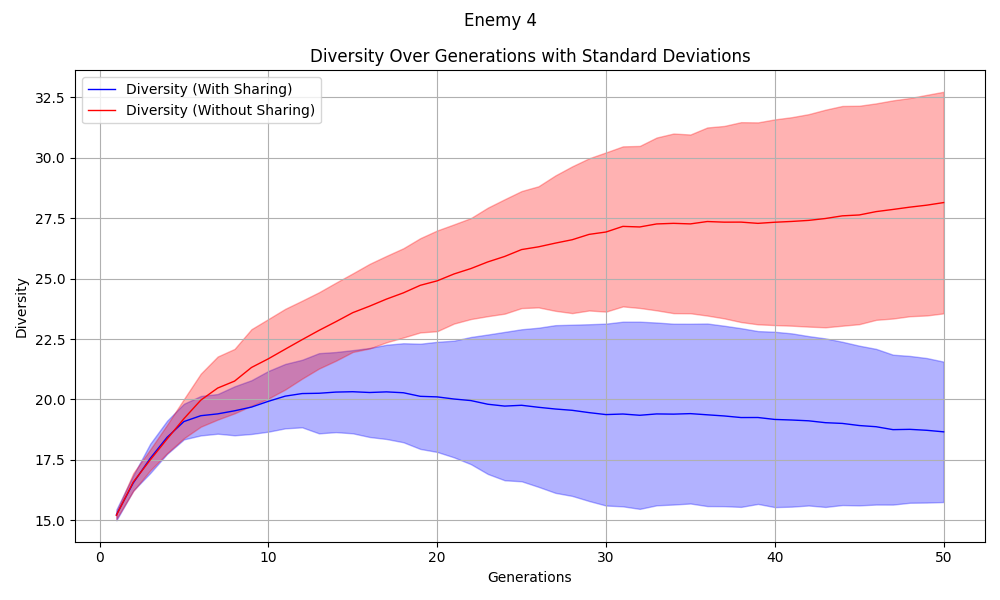 Enemy 4
Diversity Over Generations with Standard Deviations
Diversity (With Sharing)
Diversity (Without Sharing)
Diversity
32.5
30.0
27.5
25.0
22.5
20.0
17.5
15.0
0 10 20 30 40 50
Generations